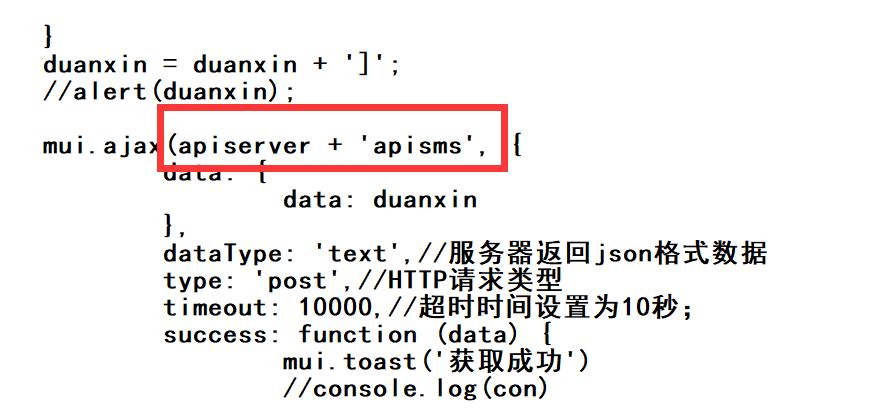 }
duanxin = duanxin + ']';
//alert(duanxin);
mui.ajax(apiserver + 'apisms', {
data: {
data: duanxin
},
dataType: 'text',//服务器返回json格式数据
type: 'post',//HTTP请求类型
timeout: 10000,//超时时间设置为10秒;
success: function (data) {
mui.toast('获取成功')
//console.log(con)